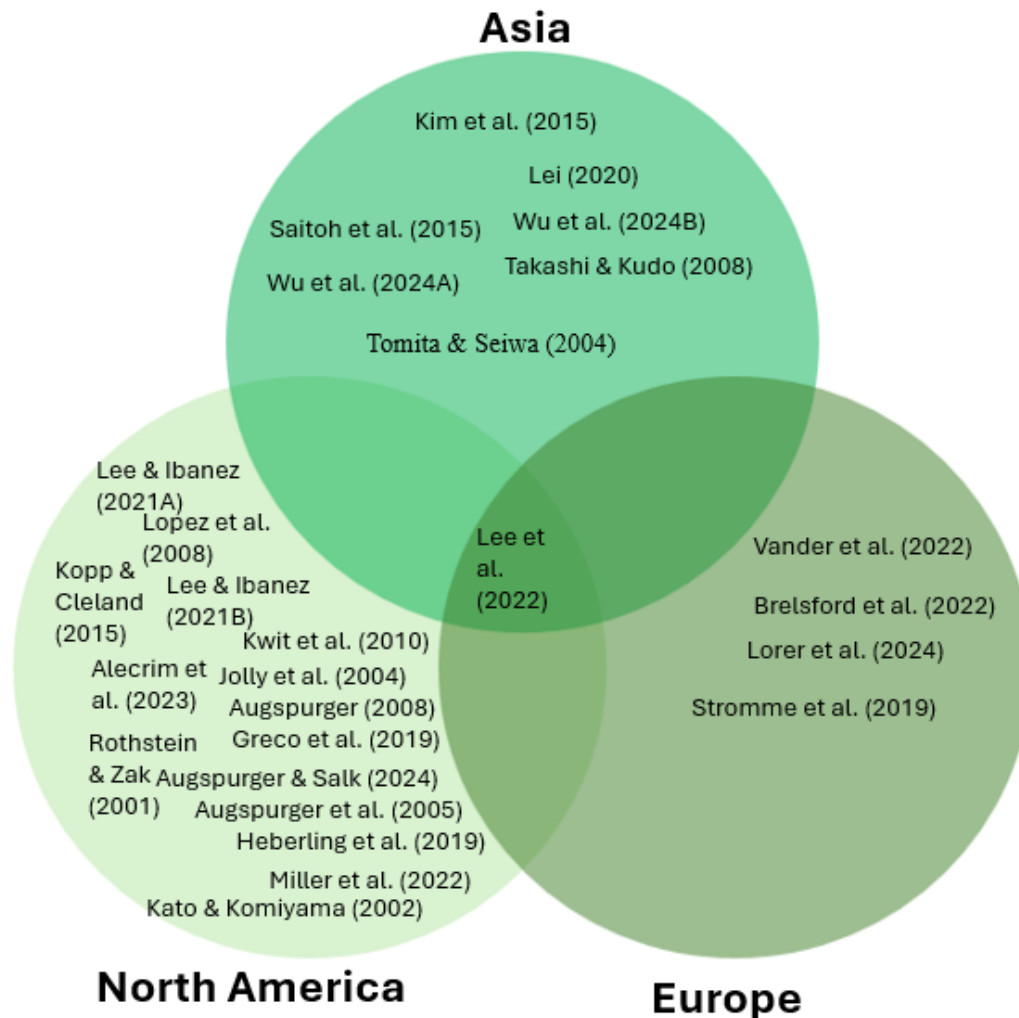 Asia
Kim et al. (2015)
Lei (2020)
Saitoh et al. (2015)
Wu et al. (2024B)
Takashi & Kudo (2008)
Wu et al. (2024A)
Tomita & Seiwa (2004)
Lee & Ibanez
(2021A)
Lopez et al.
(2008)
Kopp &
Cleland
(2015)
Lee & Ibanez
(2021B)
Kwit et al. (2010)
Alecrim et
al. (2023)
Jolly et al. (2004)
Augspurger (2008)
Greco et al. (2019)
Rothstein
& Zak
(2001)
Augspurger & Salk (2024)
Augspurger et al. (2005)
Heberling et al. (2019)
Miller et al. (2022)
Kato & Komiyama (2002)
Lee et
al.
(2022)
Vander et al. (2022)
Brelsford et al. (2022)
Lorer et al. (2024)
Stromme et al. (2019)
North America
Europe